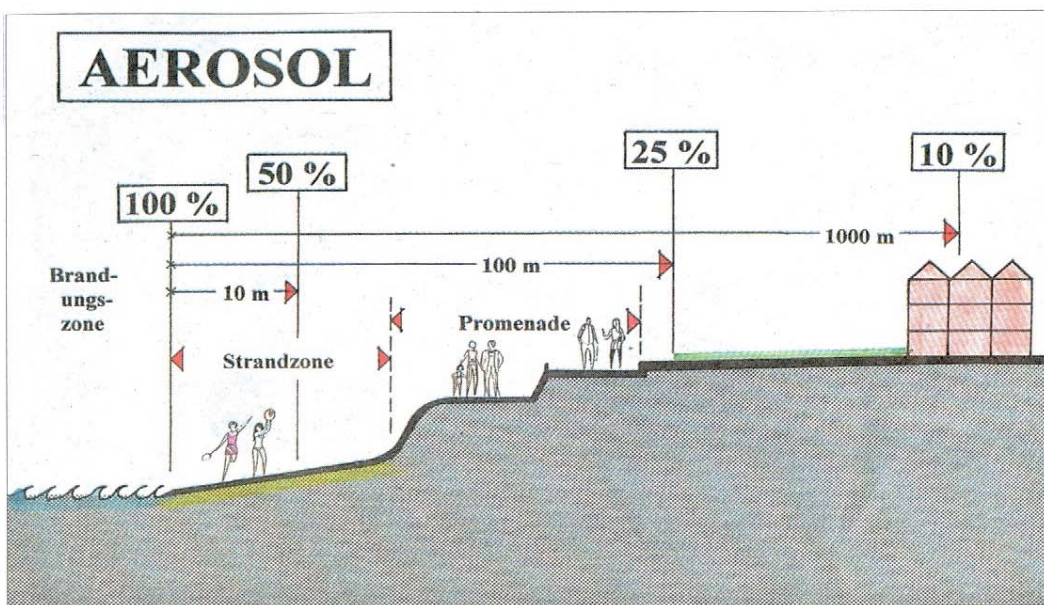 AEROSOL
100 %
50 %
25 %
10 %
1000 m
100 m
10 m
Brand-
ungs-
zone
Promenade
Strandzone